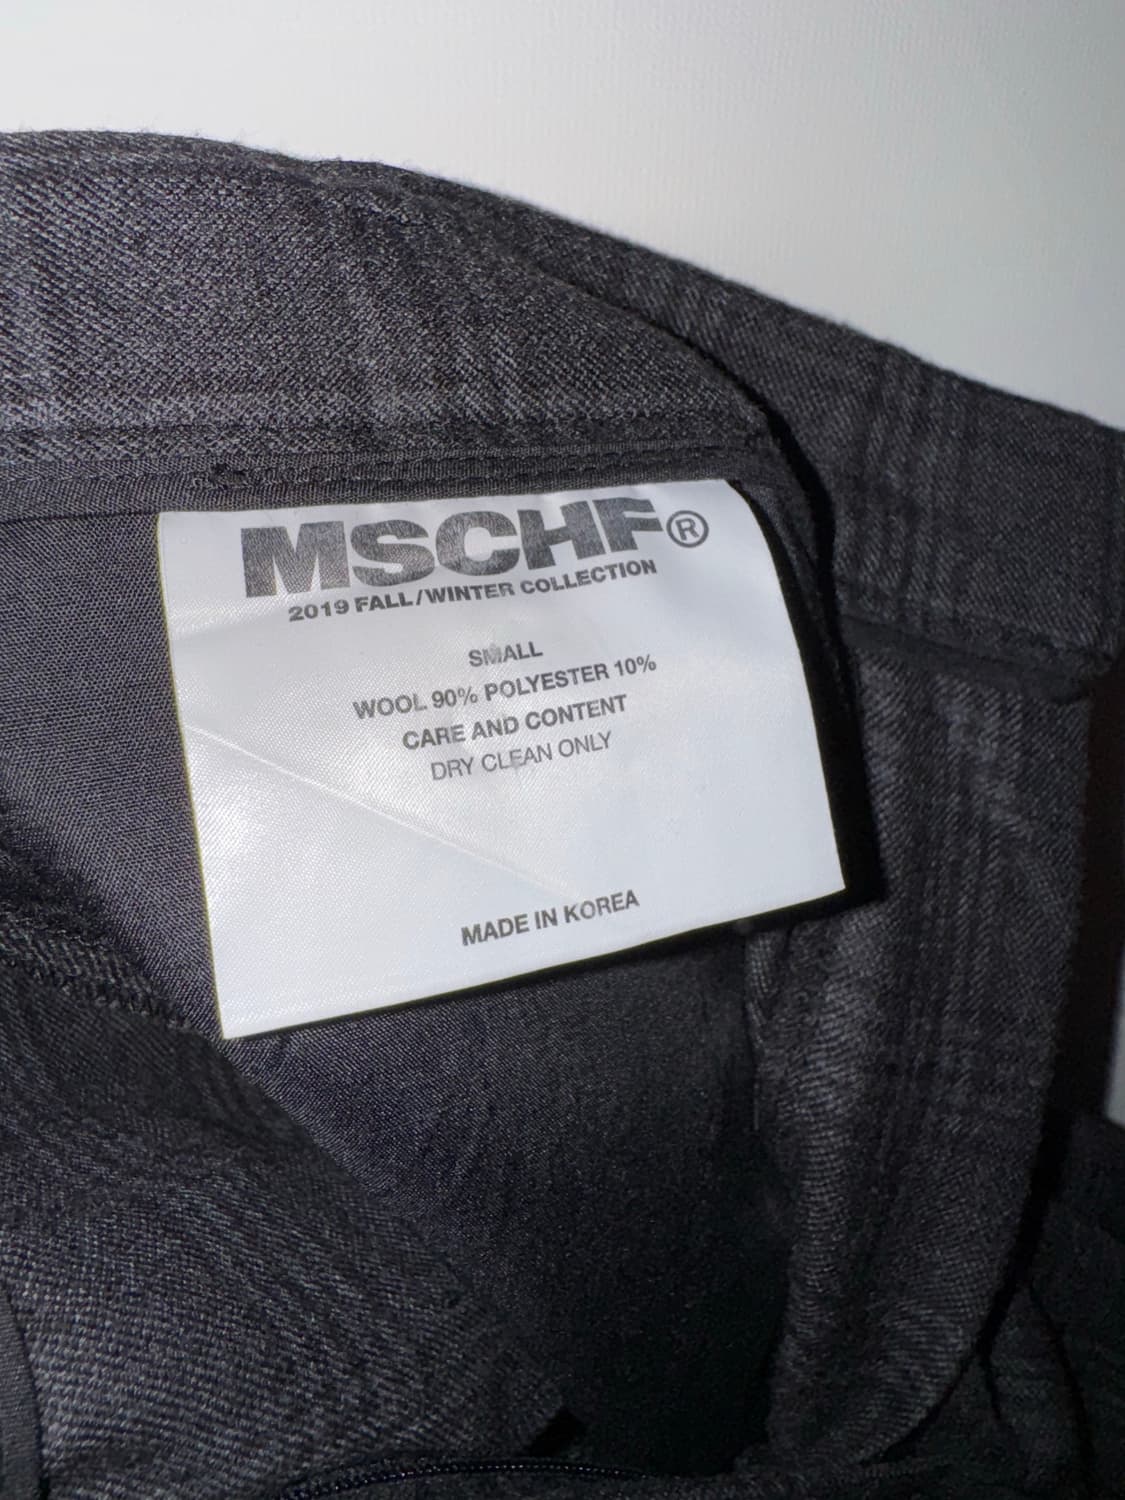 MSCHF®
2019 FALL/WINTER COLLECTION
SMALL
WOOL 90% POLYESTER 10%
CARE AND CONTENT
DRY CLEAN ONLY
MADE IN KOREA